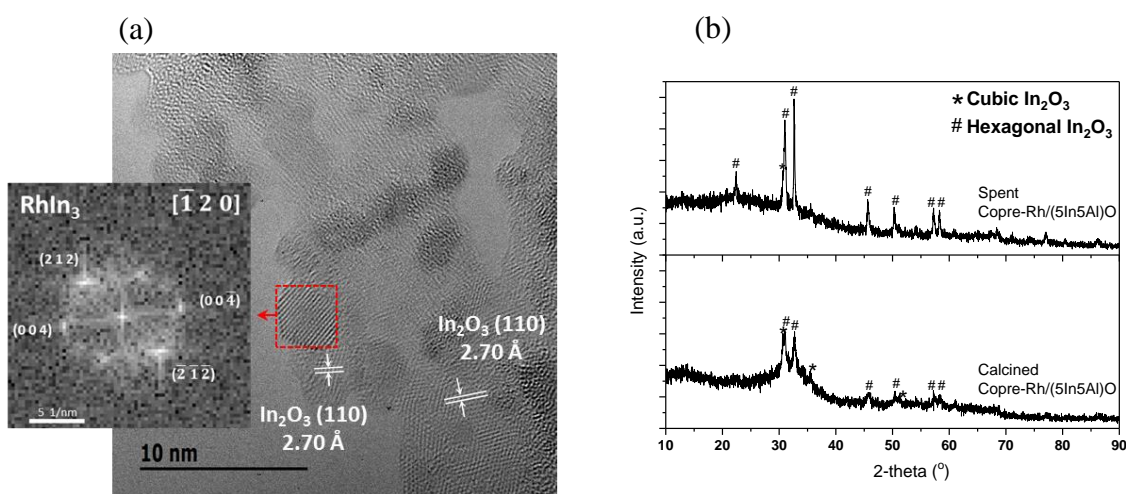 (a)
RhIn₃ [1̅ 2 0]
(2 1 2)
(0 0 4̅)
(0 0 4)
(2̅ 1̅ 2̅)
5 1/nm
In₂O₃ (110)
2.70 Å
In₂O₃ (110)
2.70 Å
10 nm
(b)
* Cubic In₂O₃
# Hexagonal In₂O₃
# # # * # # # # #
Spent
Copre-Rh/(5In5Al)O
# # * * # # * # #
Calcined
Copre-Rh/(5In5Al)O
Intensity (a.u.)
10 20 30 40 50 60 70 80 90
2-theta (°)